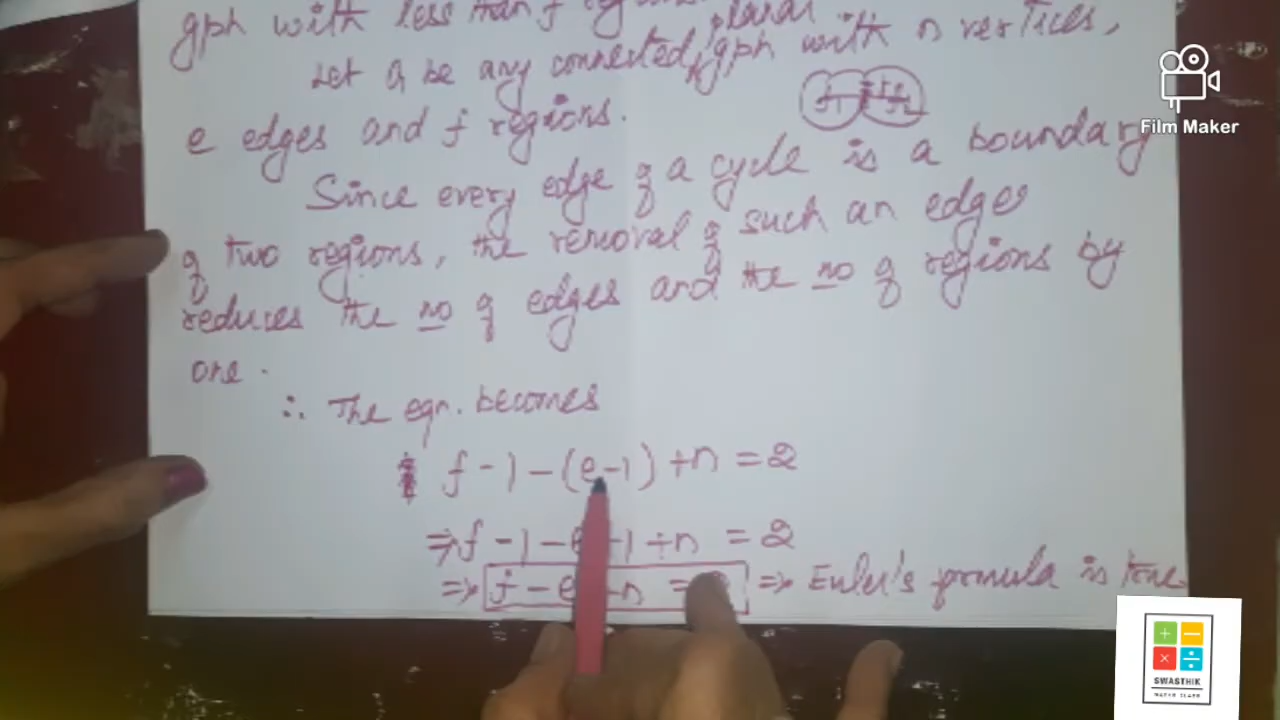 gph with less than f regions
planar
Let G be any connected gph with n vertices,
e edges and f regions.
Since every edge of a cycle is a boundary
of two regions, the removal of such an edge
reduces the no of edges and the no of regions by
one.
∴ The eqn. becomes
f - 1 - (e-1) + n = 2
⇒ f - 1 - e + 1 + n = 2
⇒ f - e + n = ⇒ Euler's formula is true
Film Maker
SWASTHIK